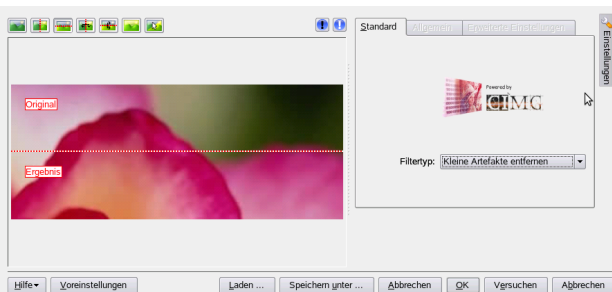 Standard
Allgemein
Erweiterte Einstellungen
Einstellungen
Original
Ergebnis
Powered by
CIMG
Filtertyp: Kleine Artefakte entfernen
Hilfe Voreinstellungen Laden ... Speichern unter ... Abbrechen OK Versuchen Abbrechen